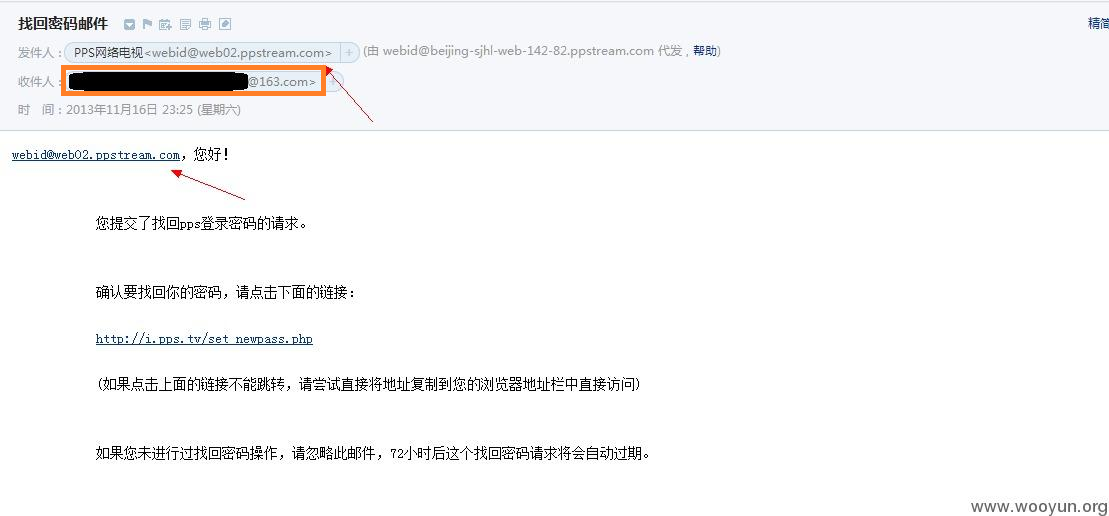 找回密码邮件
精简
发件人：PPS网络电视<webid@web02.ppstream.com> + (由 webid@beijing-sjhl-web-142-82.ppstream.com 代发，帮助)
收件人：@163.com> +
时 间：2013年11月16日 23:25 (星期六)
webid@web02.ppstream.com，您好！
您提交了找回pps登录密码的请求。
确认要找回你的密码，请点击下面的链接：
http://i.pps.tv/set_newpass.php
(如果点击上面的链接不能跳转，请尝试直接将地址复制到您的浏览器地址栏中直接访问)
如果您未进行过找回密码操作，请忽略此邮件，72小时后这个找回密码请求将会自动过期。
www.wooyun.org